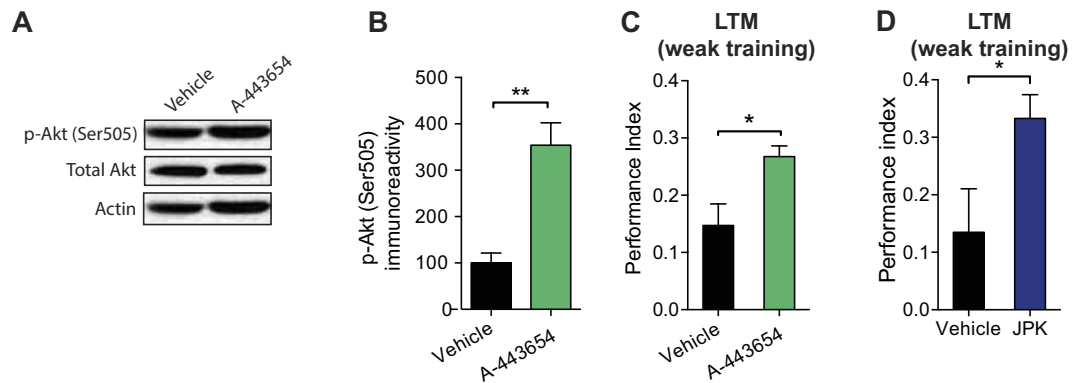 A
Vehicle
A-443654
p-Akt (Ser505)
Total Akt
Actin
B
p-Akt (Ser505)
immunoreactivity
500
400
300
200
100
0
**
Vehicle
A-443654
C
LTM
(weak training)
Performance Index
0.4
0.3
0.2
0.1
0.0
*
Vehicle
A-443654
D
LTM
(weak training)
Performance index
0.4
0.3
0.2
0.1
0.0
*
Vehicle JPK